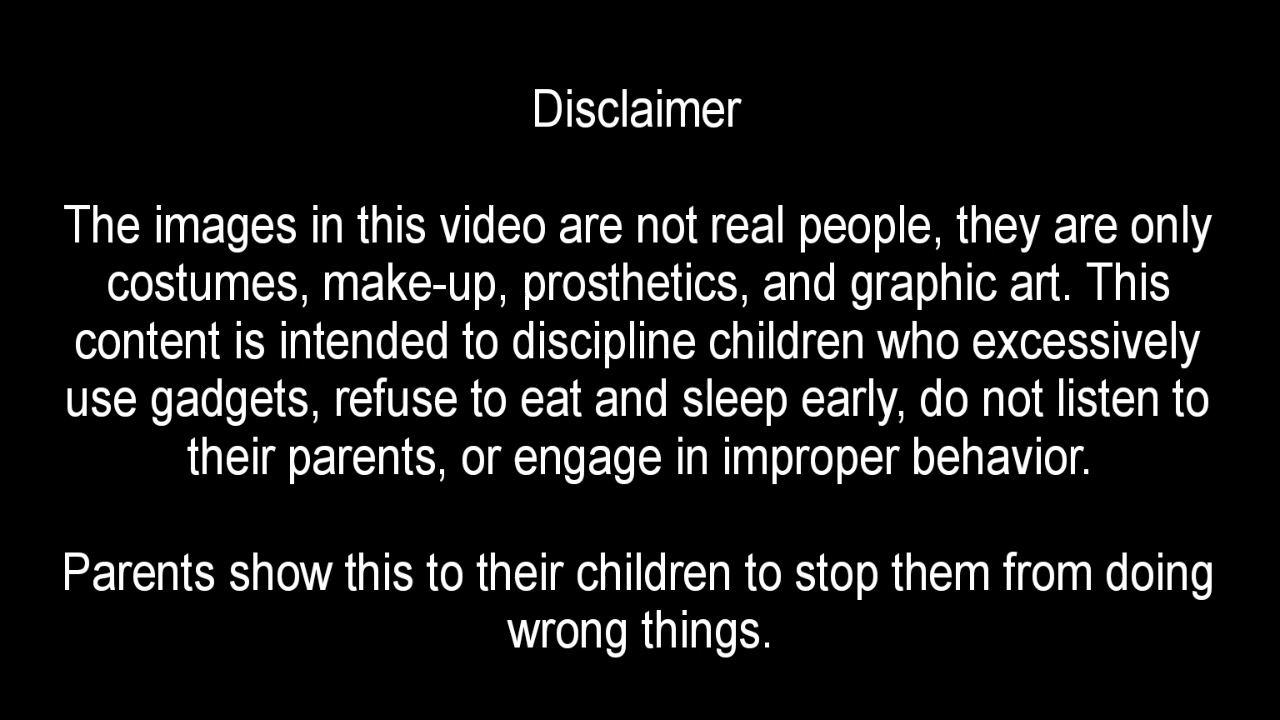 Disclaimer
The images in this video are not real people, they are only
costumes, make-up, prosthetics, and graphic art. This
content is intended to discipline children who excessively
use gadgets, refuse to eat and sleep early, do not listen to
their parents, or engage in improper behavior.
Parents show this to their children to stop them from doing
wrong things.